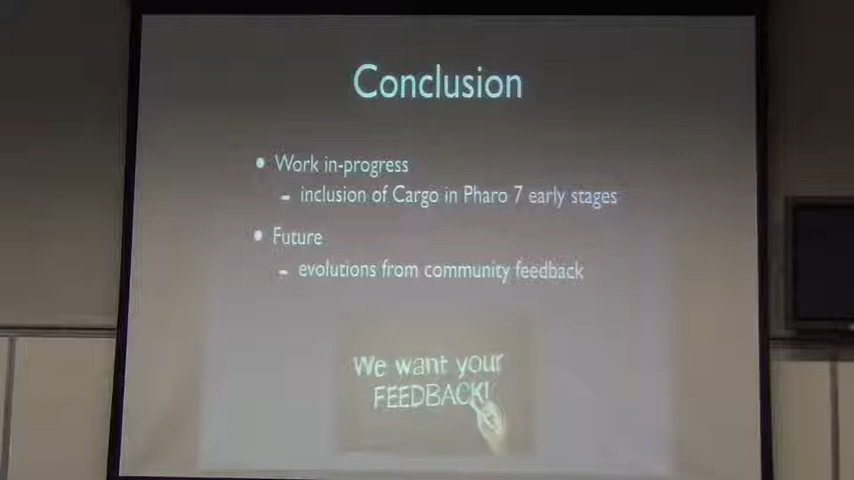 Conclusion
• Work in-progress
- inclusion of Cargo in Pharo 7 early stages
• Future
- evolutions from community feedback
We want your
FEEDBACK!